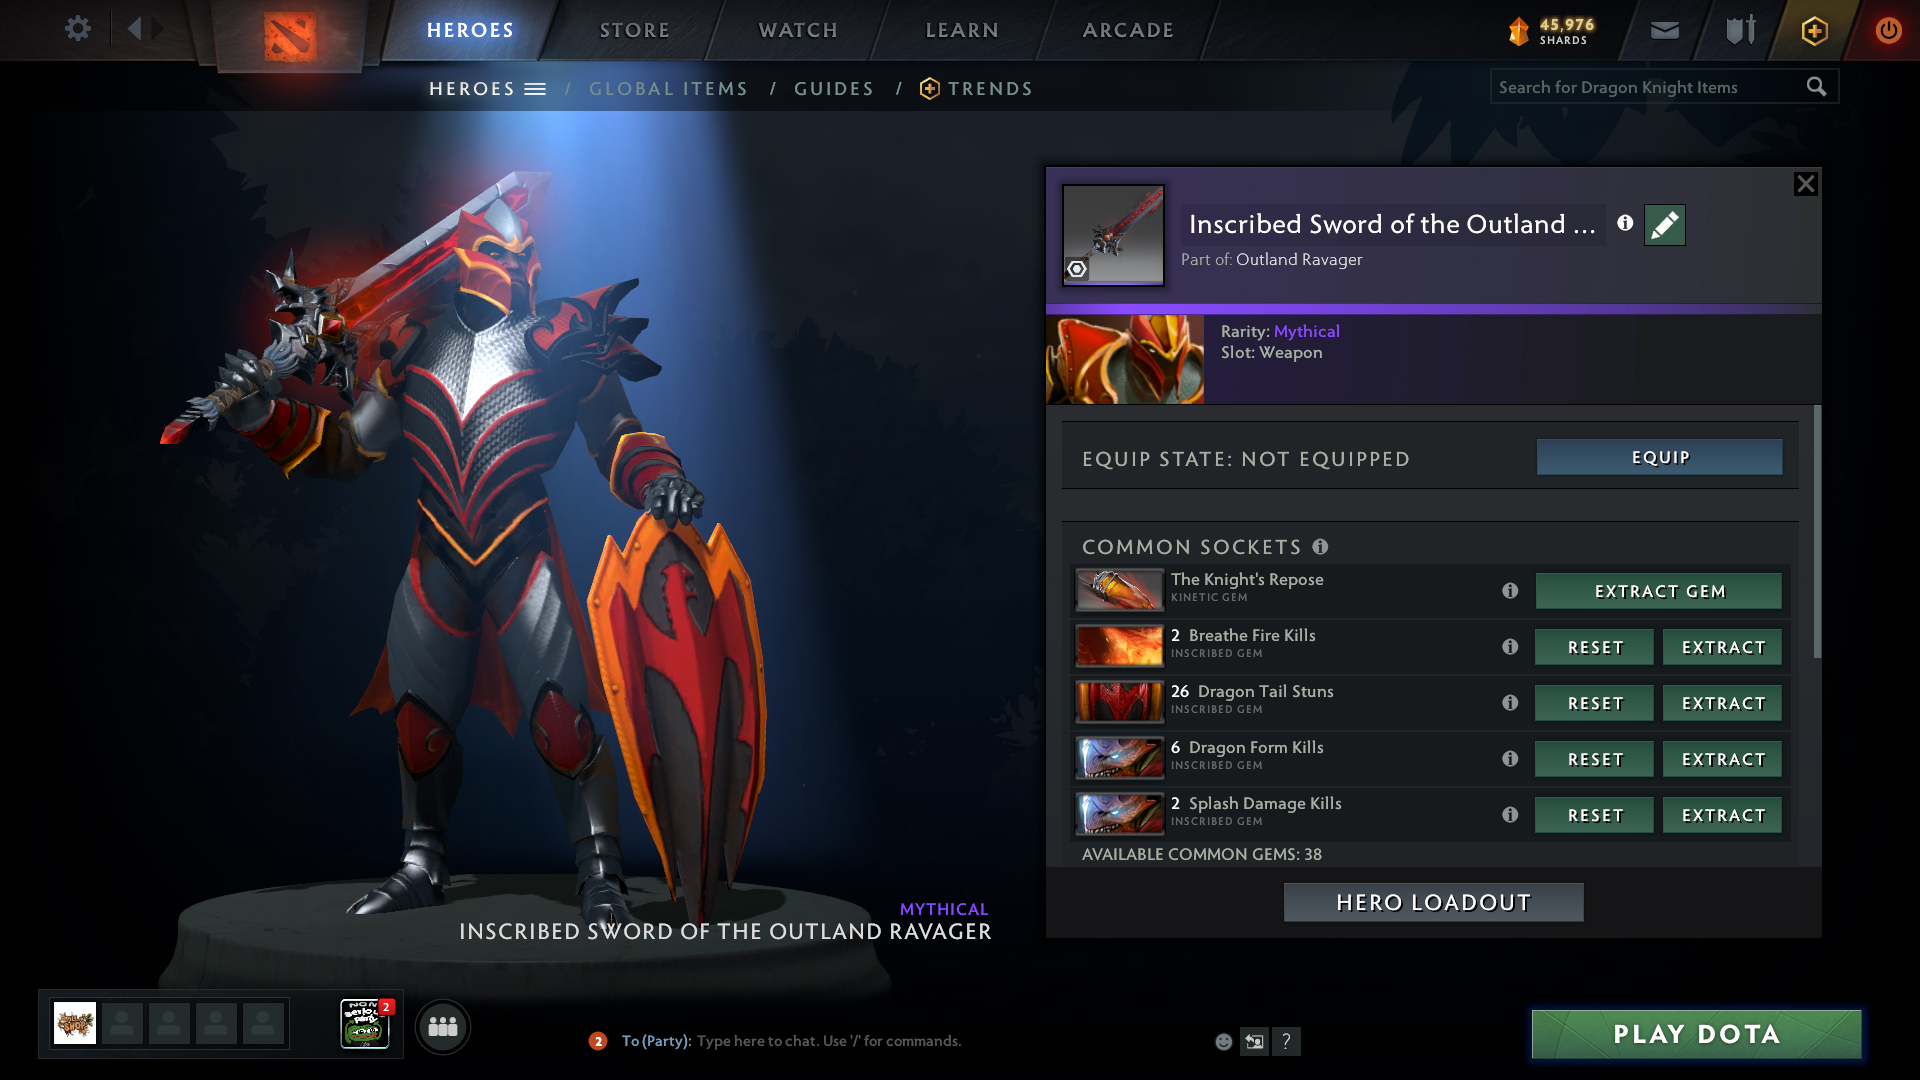 HEROES
STORE
WATCH
LEARN
ARCADE
45,976
SHARDS
HEROES / GLOBAL ITEMS / GUIDES / TRENDS
Search for Dragon Knight Items
Inscribed Sword of the Outland ...
Part of: Outland Ravager
Rarity: Mythical
Slot: Weapon
EQUIP STATE: NOT EQUIPPED
EQUIP
COMMON SOCKETS
The Knight's Repose
KINETIC GEM
EXTRACT GEM
2 Breathe Fire Kills
INSCRIBED GEM
RESET
EXTRACT
26 Dragon Tail Stuns
INSCRIBED GEM
RESET
EXTRACT
6 Dragon Form Kills
INSCRIBED GEM
RESET
EXTRACT
2 Splash Damage Kills
INSCRIBED GEM
RESET
EXTRACT
AVAILABLE COMMON GEMS: 38
HERO LOADOUT
MYTHICAL
INSCRIBED SWORD OF THE OUTLAND RAVAGER
2
2
To (Party): Type here to chat. Use '/' for commands.
?
PLAY DOTA